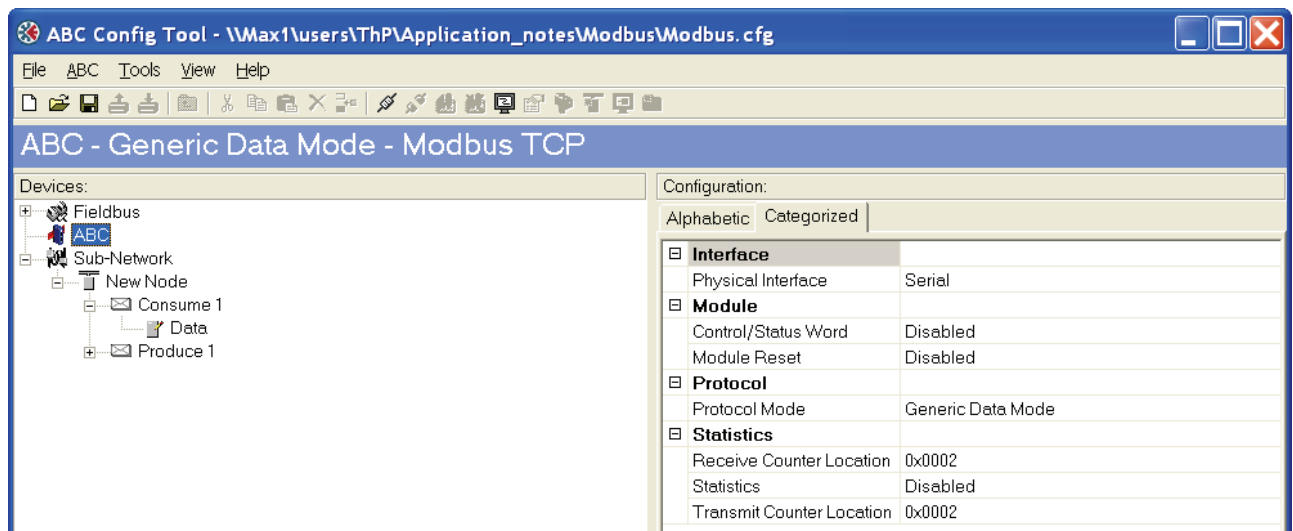 ABC Config Tool - \\Max1\users\ThP\Application_notes\Modbus\Modbus.cfg
File ABC Tools View Help
ABC - Generic Data Mode - Modbus TCP
Devices:
Fieldbus
ABC
Sub-Network
New Node
Consume 1
Data
Produce 1
Configuration:
Alphabetic Categorized
Interface
Physical Interface Serial
Module
Control/Status Word Disabled
Module Reset Disabled
Protocol
Protocol Mode Generic Data Mode
Statistics
Receive Counter Location 0x0002
Statistics Disabled
Transmit Counter Location 0x0002